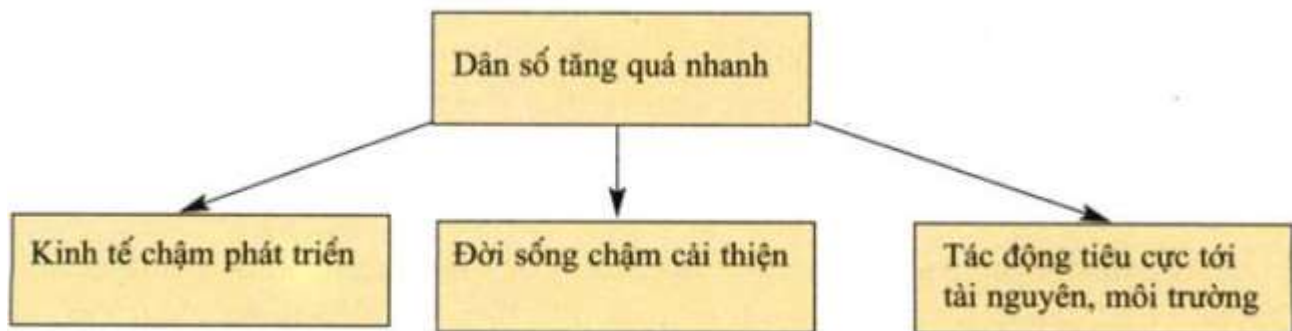 Dân số tăng quá nhanh
Kinh tế chậm phát triển
Đời sống chậm cải thiện
Tác động tiêu cực tới
tài nguyên, môi trường